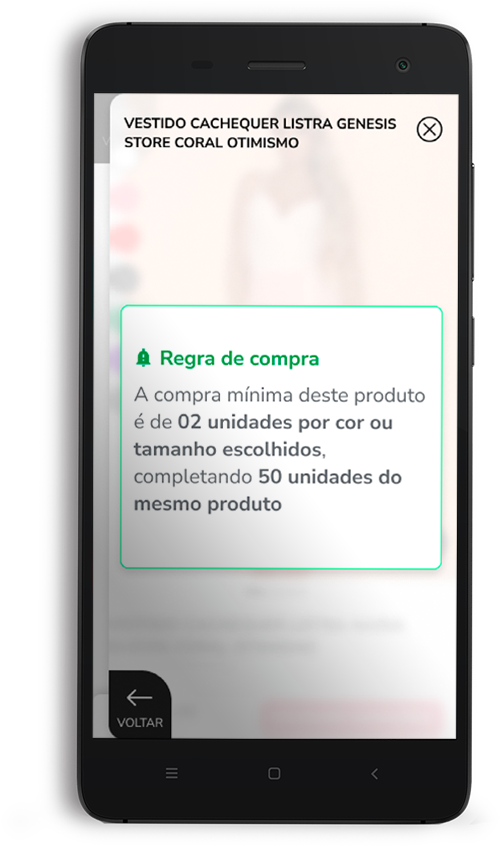 VESTIDO CACHEQUER LISTRA GENESIS
STORE CORAL OTIMISMO
Regra de compra
A compra mínima deste produto
é de 02 unidades por cor ou
tamanho escolhidos,
completando 50 unidades do
mesmo produto
VOLTAR